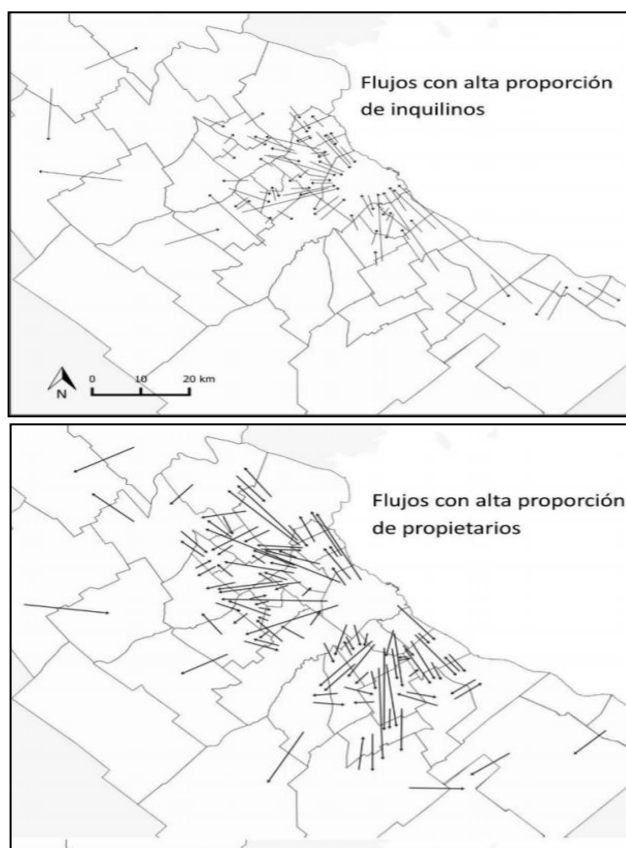 Flujos con alta proporción
de inquilinos
N
0 10 20 km
Flujos con alta proporción
de propietarios